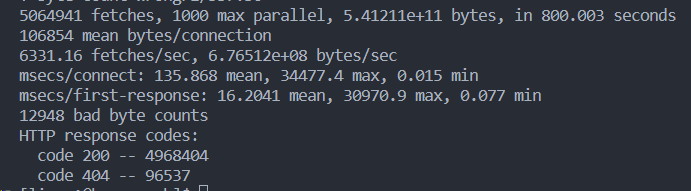 5064941 fetches, 1000 max parallel, 5.41211e+11 bytes, in 800.003 seconds
106854 mean bytes/connection
6331.16 fetches/sec, 6.76512e+08 bytes/sec
msecs/connect: 135.868 mean, 34477.4 max, 0.015 min
msecs/first-response: 16.2041 mean, 30970.9 max, 0.077 min
12948 bad byte counts
HTTP response codes:
code 200 -- 4968404
code 404 -- 96537